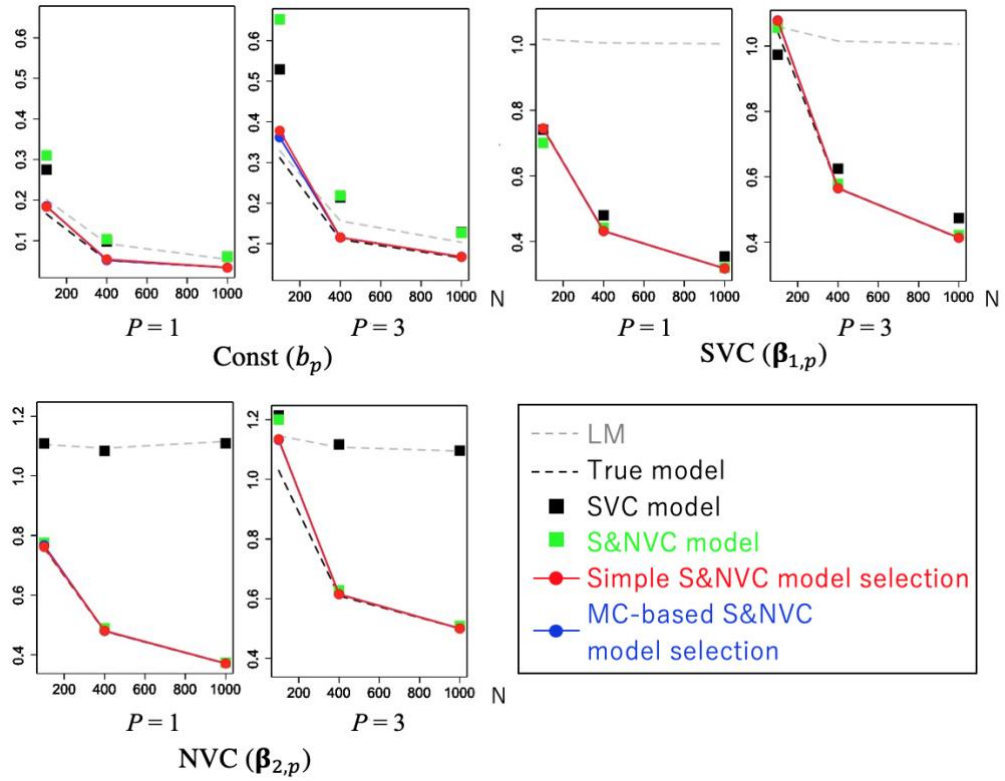 0.6
0.5
0.4
0.3
0.2
0.1
200 400 600 800 1000
P = 1
0.6
0.5
0.4
0.3
0.2
0.1
200 400 600 800 1000 N
P = 3
Const (b_p)
1.0
0.8
0.6
0.4
200 400 600 800 1000
P = 1
1.0
0.8
0.6
0.4
200 400 600 800 1000 N
P = 3
SVC (β_1,p)
1.2
1.0
0.8
0.6
0.4
200 400 600 800 1000
P = 1
1.2
1.0
0.8
0.6
0.4
200 400 600 800 1000 N
P = 3
NVC (β_2,p)
LM
True model
SVC model
S&NVC model
Simple S&NVC model selection
MC-based S&NVC
model selection